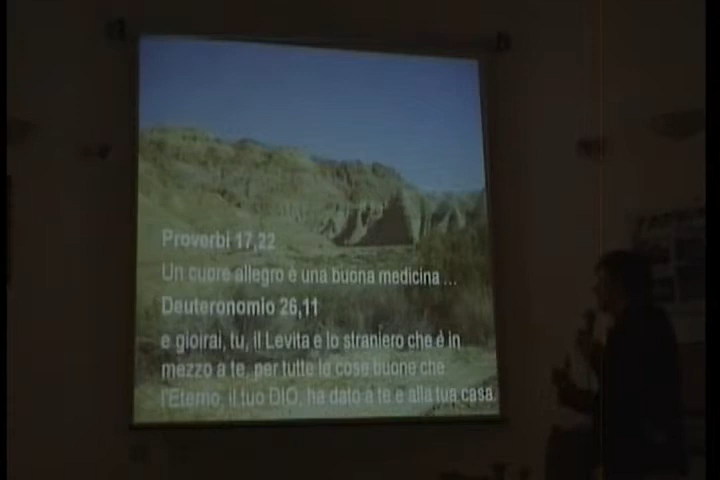 Proverbi 17,22
Un cuore allegro è una buona medicina ...
Deuteronomio 26,11
e gioirai, tu, il Levita e lo straniero che è in
mezzo a te, per tutte le cose buone che
l'Eterno, il tuo DIO, ha dato a te e alla tua casa.